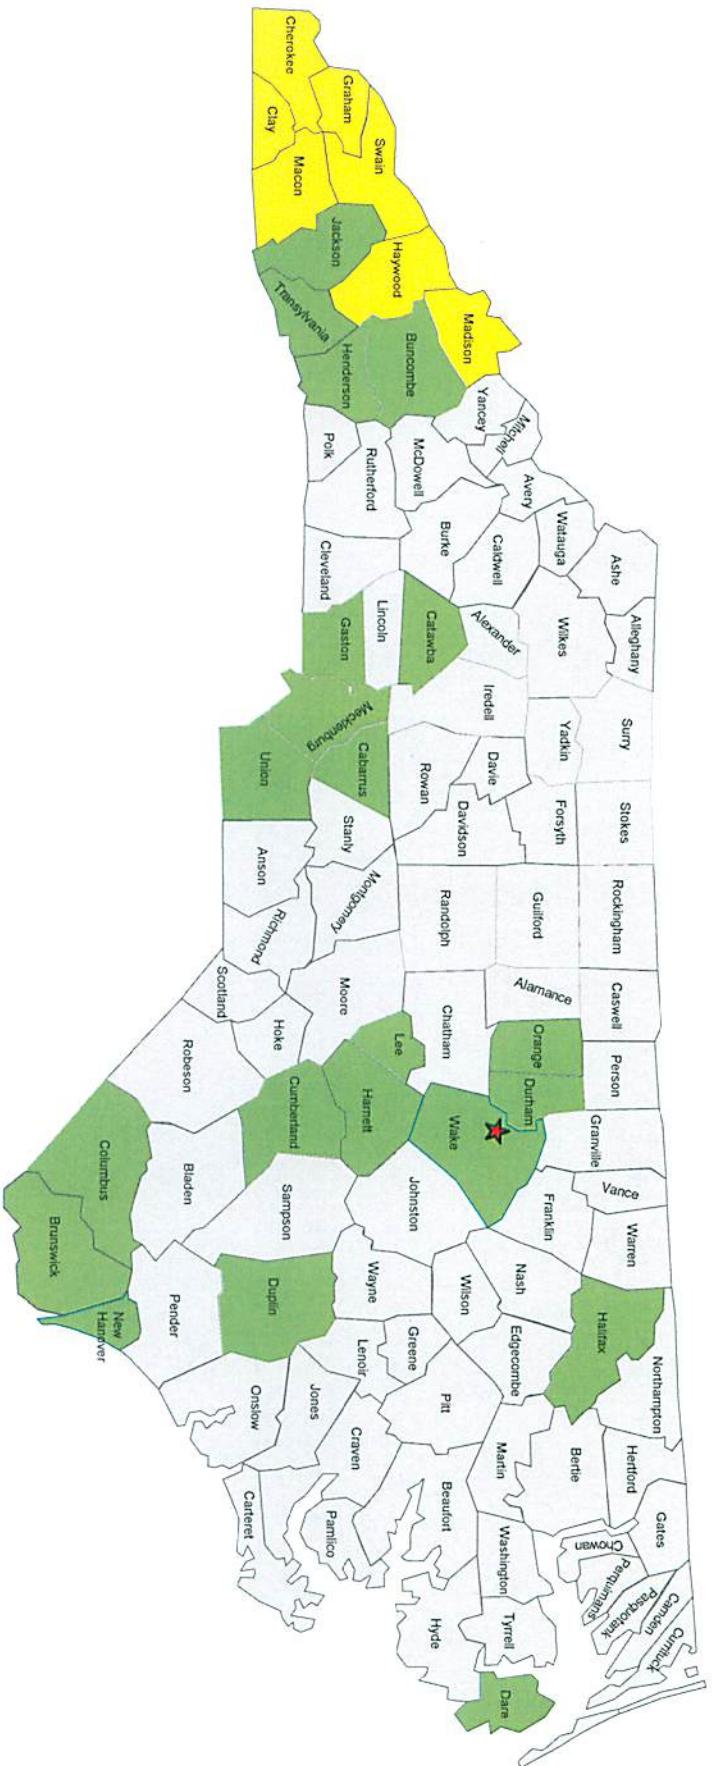 Cherokee
Graham
Clay
Swain
Macon
Jackson
Haywood
Transylvania
Madison
Henderson
Buncombe
Yancey
Mitchell
Polk
Rutherford
McDowell
Avery
Watauga
Ashe
Burke
Caldwell
Cleveland
Lincoln
Gaston
Catawba
Alexander
Wilkes
Alleghany
Iredell
Mecklenburg
Yadkin
Surry
Union
Cabarrus
Rowan
Davie
Forsyth
Stokes
Davidson
Stanly
Anson
Montgomery
Richmond
Randolph
Guilford
Rockingham
Scotland
Moore
Hoke
Chatham
Alamance
Caswell
Lee
Orange
Person
Robeson
Cumberland
Harnett
Durham
Wake
Granville
Vance
Columbus
Bladen
Sampson
Johnston
Franklin
Warren
Brunswick
New
Hanover
Pender
Duplin
Wayne
Wilson
Nash
Halifax
Northampton
Edgecombe
Greene
Lenoir
Jones
Onslow
Pitt
Craven
Martin
Bertie
Hertford
Gates
Carteret
Pamlico
Beaufort
Washington
Chowan
Perquimans
Pasquotank
Camden
Currituck
Hyde
Tyrrell
Dare